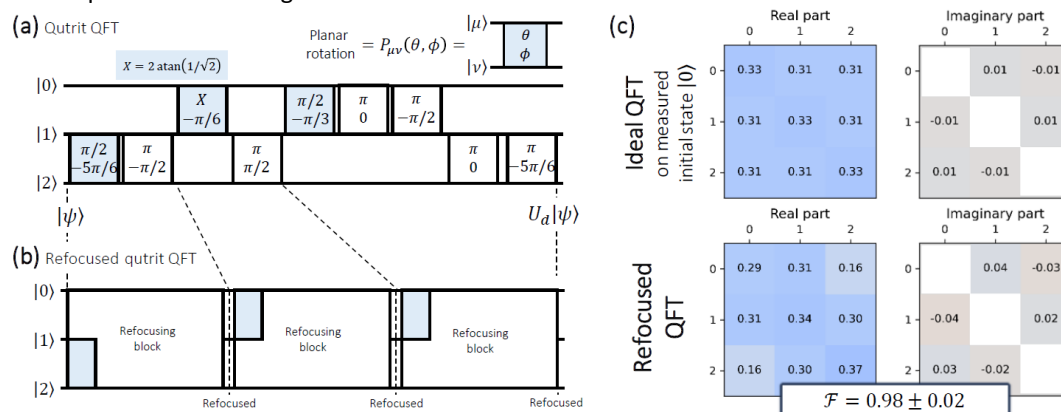 (a) Qutrit QFT
Planar rotation = P_{μν}(θ, ϕ) =
|μ⟩
θ
ϕ
|ν⟩
X = 2 atan(1/√2)
|0⟩
X
−π/6
π/2
−π/3
π
0
π
−π/2
|1⟩
π/2
−5π/6
π
−π/2
π
π/2
π
0
π
−5π/6
|2⟩
|ψ⟩
U_d|ψ⟩
(b) Refocused qutrit QFT
|0⟩
|1⟩
|2⟩
Refocusing
block
Refocusing
block
Refocusing
block
Refocused
Refocused
Refocused
(c)
Ideal QFT
on measured
initial state |0⟩
Real part
0 1 2
0 0.33 0.31 0.31
1 0.31 0.33 0.31
2 0.31 0.31 0.33
Imaginary part
0 1 2
0 0.01 -0.01
1 -0.01 0.01
2 0.01 -0.01
Refocused
QFT
Real part
0 1 2
0 0.29 0.31 0.16
1 0.31 0.34 0.30
2 0.16 0.30 0.37
Imaginary part
0 1 2
0 0.04 -0.03
1 -0.04 0.02
2 0.03 -0.02
ℱ = 0.98 ± 0.02